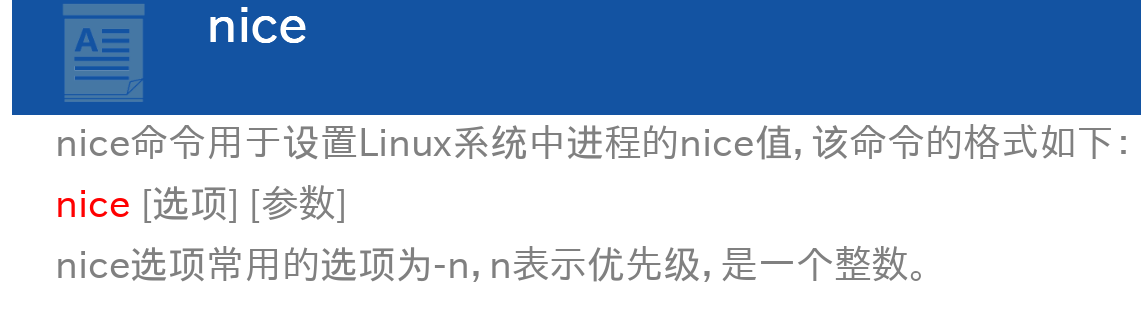 nice
nice命令用于设置Linux系统中进程的nice值，该命令的格式如下：
nice [选项] [参数]
nice选项常用的选项为-n，n表示优先级，是一个整数。